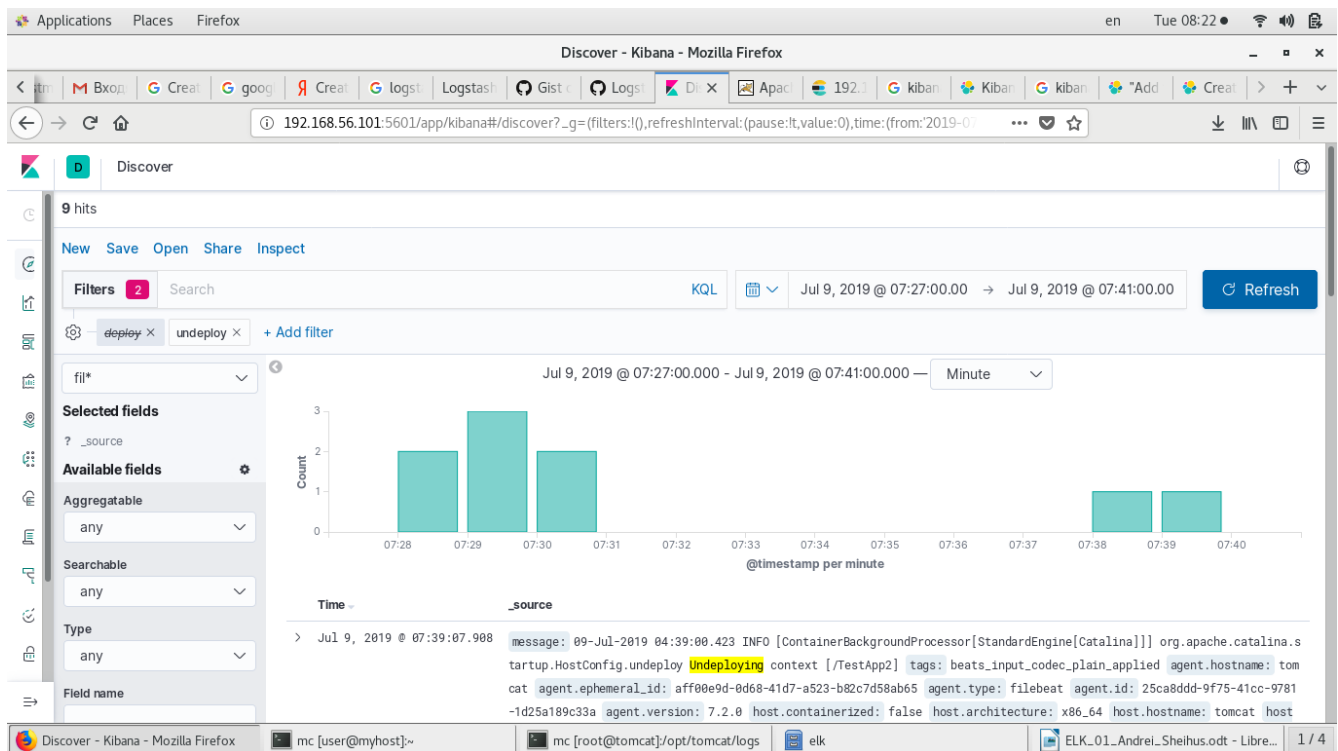 Applications Places Firefox en Tue 08:22
Discover - Kibana - Mozilla Firefox
M Вход G Creat G goog Я Creat G logst Logstash Gist Logst Di Apac 192. G kiban Kiban G kiban "Add Creat
192.168.56.101:5601/app/kibana#/discover?_g=(filters:!(),refreshInterval:(pause:!t,value:0),time:(from:'2019-07
D Discover
9 hits
New Save Open Share Inspect
Filters 2 Search KQL Jul 9, 2019 @ 07:27:00.00 → Jul 9, 2019 @ 07:41:00.00 Refresh
deploy × undeploy × + Add filter
fil*
Jul 9, 2019 @ 07:27:00.000 - Jul 9, 2019 @ 07:41:00.000 — Minute
Selected fields
? _source
Available fields
Aggregatable
any
Searchable
any
Type
any
Field name
Count
3
2
1
0
07:28 07:29 07:30 07:31 07:32 07:33 07:34 07:35 07:36 07:37 07:38 07:39 07:40
@timestamp per minute
Time _source
Jul 9, 2019 @ 07:39:07.908 message: 09-Jul-2019 04:39:00.423 INFO [ContainerBackgroundProcessor[StandardEngine[Catalina]]] org.apache.catalina.s
tartup.HostConfig.undeploy Undeploying context [/TestApp2] tags: beats_input_codec_plain_applied agent.hostname: tom
cat agent.ephemeral_id: aff00e9d-0d68-41d7-a523-b82c7d58ab65 agent.type: filebeat agent.id: 25ca8ddd-9f75-41cc-9781
-1d25a189c33a agent.version: 7.2.0 host.containerized: false host.architecture: x86_64 host.hostname: tomcat host
Discover - Kibana - Mozilla Firefox mc [user@myhost]:~ mc [root@tomcat]:/opt/tomcat/logs elk ELK_01_Andrei_Sheihus.odt - Libre... 1 / 4